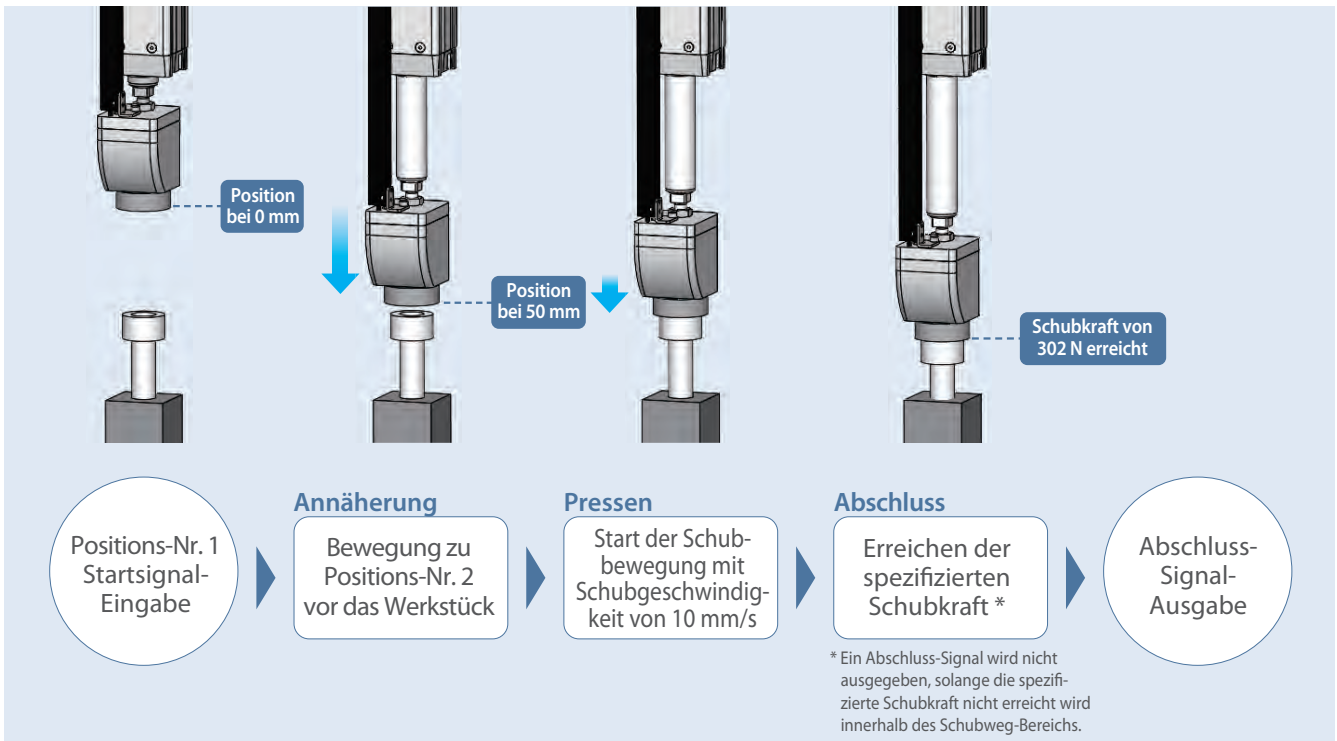 Position
bei 0 mm
Position
bei 50 mm
Schubkraft von
302 N erreicht
Positions-Nr. 1
Startsignal-
Eingabe
Annäherung
Bewegung zu
Positions-Nr. 2
vor das Werkstück
Pressen
Start der Schub-
bewegung mit
Schubgeschwindig-
keit von 10 mm/s
Abschluss
Erreichen der
spezifizierten
Schubkraft *
* Ein Abschluss-Signal wird nicht
ausgegeben, solange die spezifi-
zierte Schubkraft nicht erreicht wird
innerhalb des Schubweg-Bereichs.
Abschluss-
Signal-
Ausgabe